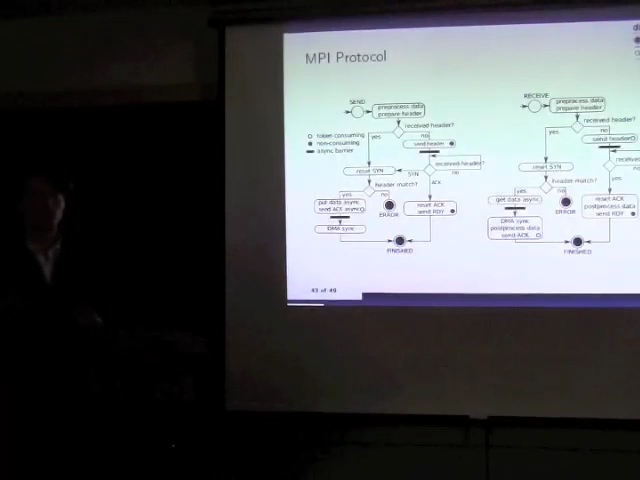 MPI Protocol
SEND
preprocess data
prepare header
received header?
yes
no
token-consuming
non-consuming
async barrier
send header
reset SYN
SYN
received header?
no
ACK
header match?
yes
no
put data async
send ACK async
ERROR
reset ACK
send RDY
DMA sync
FINISHED
RECEIVE
preprocess data
prepare header
received header?
yes
no
send header
received
reset SYN
header match?
yes
no
get data async
ERROR
reset ACK
postprocess data
send RDY
DMA sync
postprocess data
send ACK
FINISHED
43 of 49